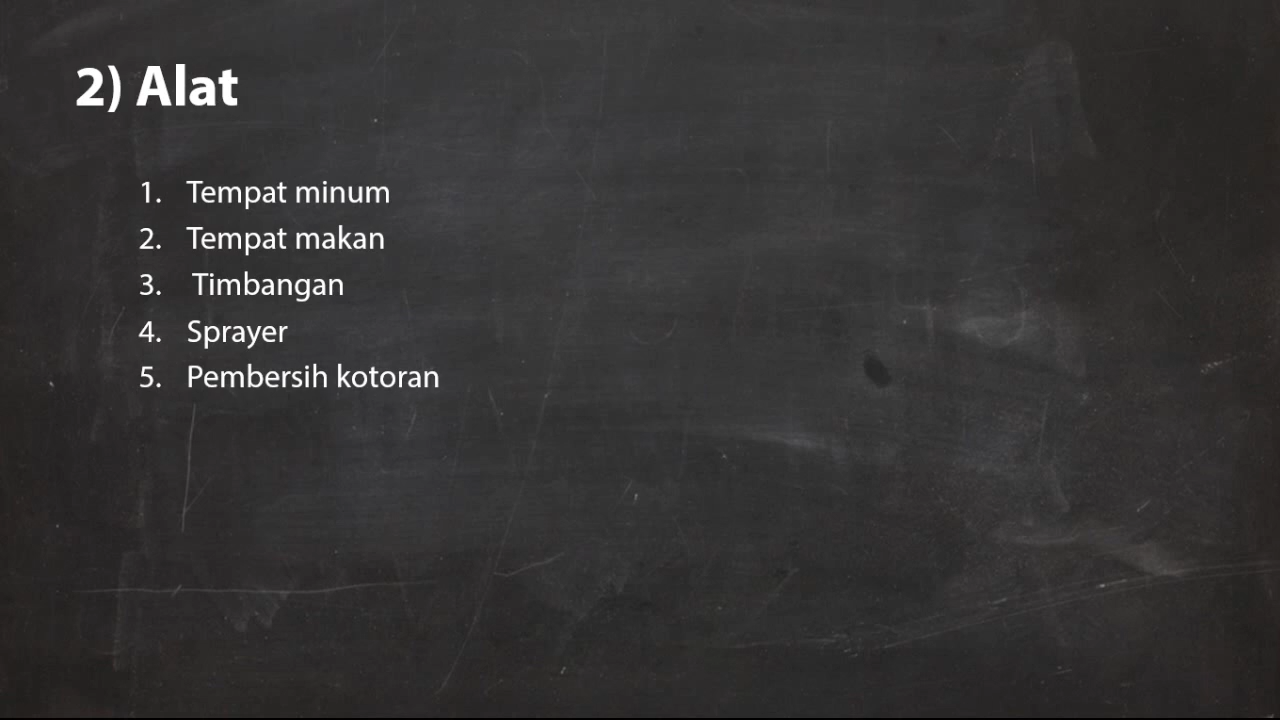 2) Alat
1. Tempat minum
2. Tempat makan
3. Timbangan
4. Sprayer
5. Pembersih kotoran